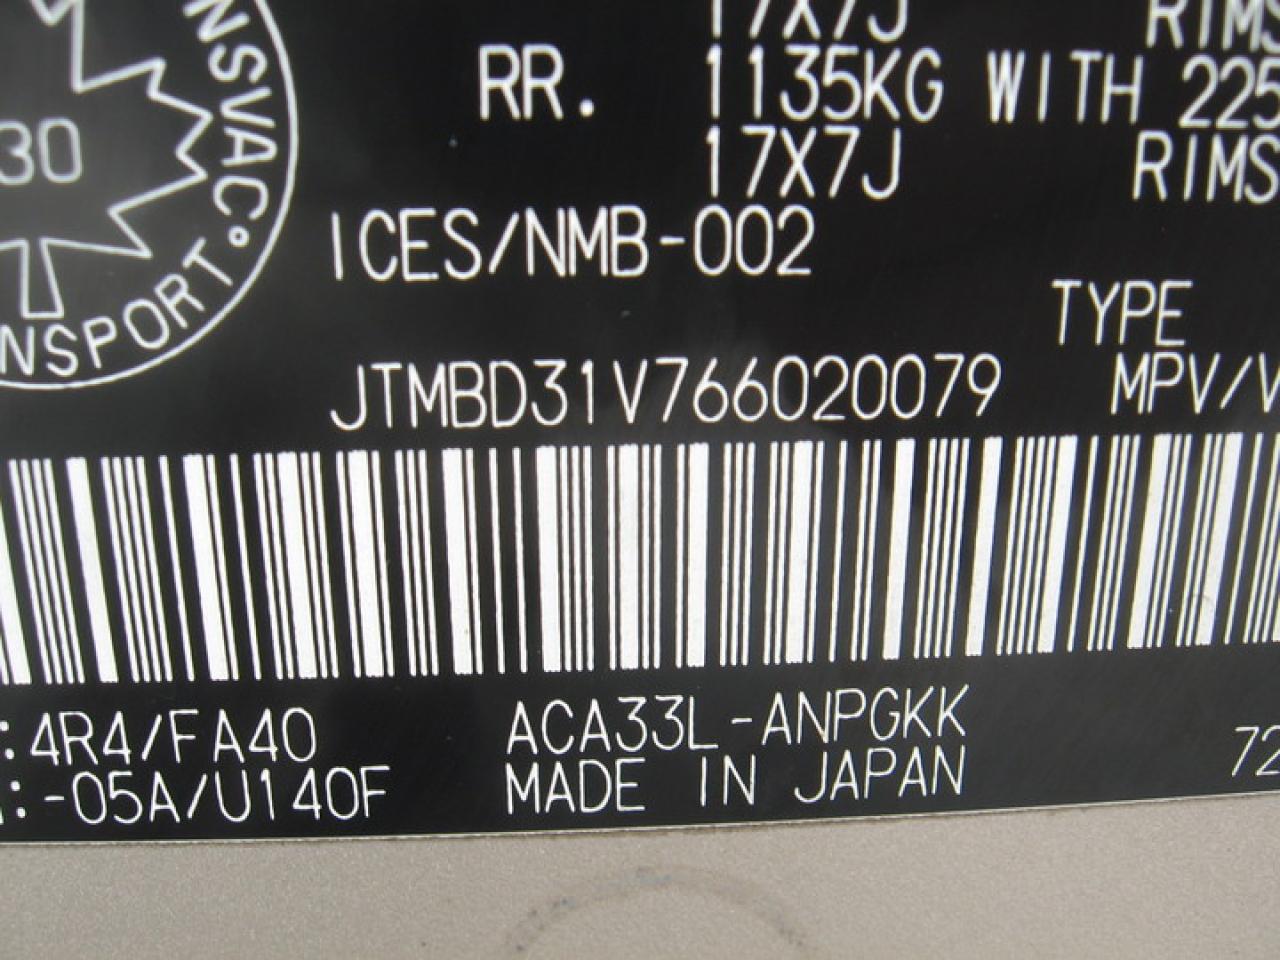 17X7J RIMS
RR. 1135KG WITH 225
17X7J RIMS
NSVAC
30
NSPORT
ICES/NMB-002
TYPE
JTMBD31V766020079 MPV/V
:4R4/FA40 ACA33L-ANPGKK 72
:-05A/U140F MADE IN JAPAN